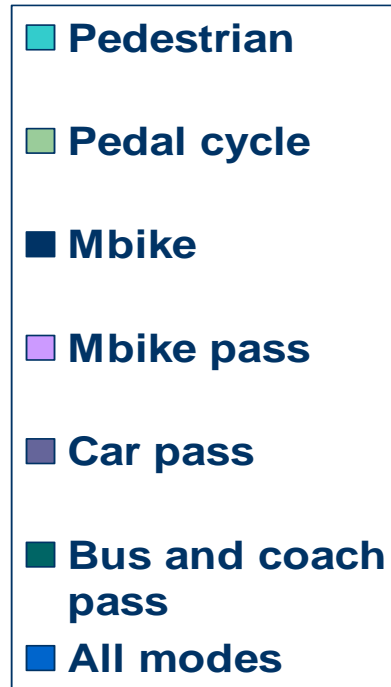 Pedestrian
Pedal cycle
Mbike
Mbike pass
Car pass
Bus and coach
pass
All modes